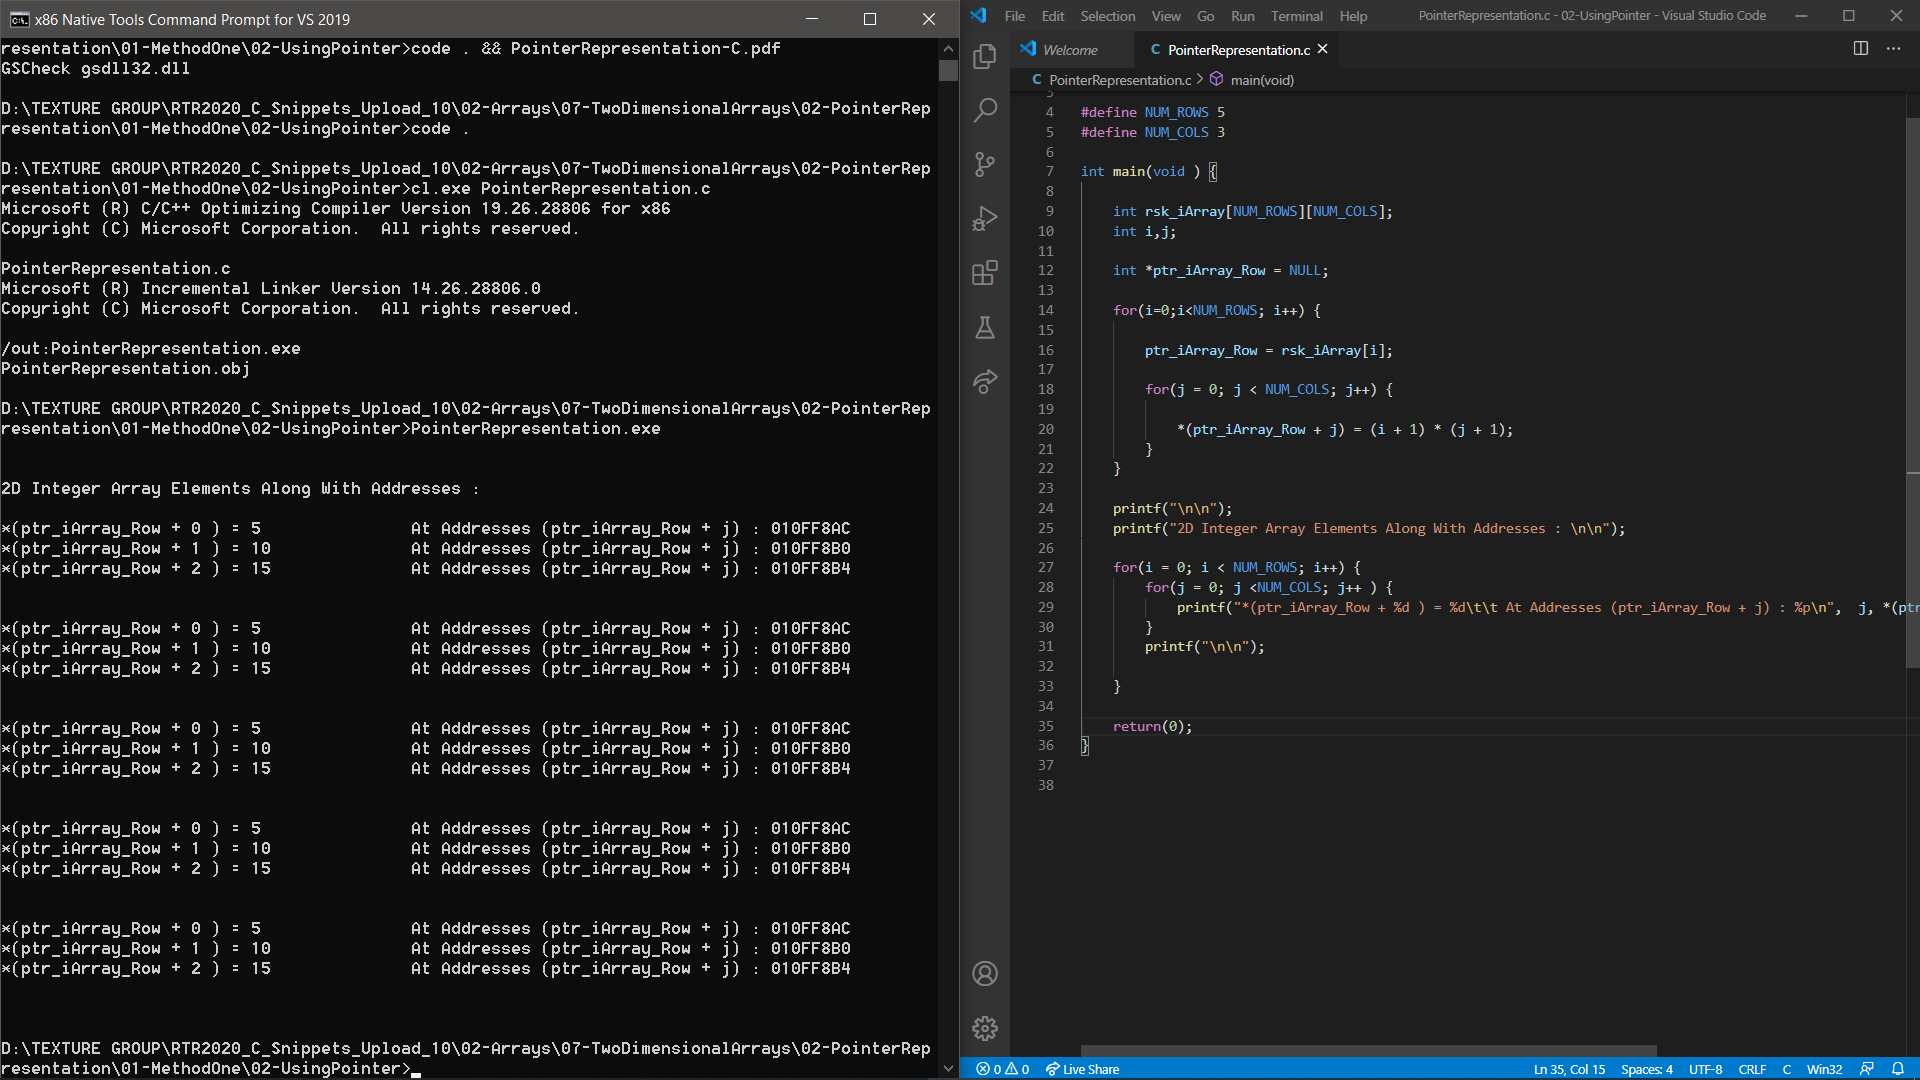 x86 Native Tools Command Prompt for VS 2019
resentation\01-MethodOne\02-UsingPointer>code . && PointerRepresentation-C.pdf
GSCheck gsdll32.dll
D:\TEXTURE GROUP\RTR2020_C_Snippets_Upload_10\02-Arrays\07-TwoDimensionalArrays\02-PointerRep
resentation\01-MethodOne\02-UsingPointer>code .
D:\TEXTURE GROUP\RTR2020_C_Snippets_Upload_10\02-Arrays\07-TwoDimensionalArrays\02-PointerRep
resentation\01-MethodOne\02-UsingPointer>cl.exe PointerRepresentation.c
Microsoft (R) C/C++ Optimizing Compiler Version 19.26.28806 for x86
Copyright (C) Microsoft Corporation.  All rights reserved.
PointerRepresentation.c
Microsoft (R) Incremental Linker Version 14.26.28806.0
Copyright (C) Microsoft Corporation.  All rights reserved.
/out:PointerRepresentation.exe
PointerRepresentation.obj
D:\TEXTURE GROUP\RTR2020_C_Snippets_Upload_10\02-Arrays\07-TwoDimensionalArrays\02-PointerRep
resentation\01-MethodOne\02-UsingPointer>PointerRepresentation.exe
2D Integer Array Elements Along With Addresses :
*(ptr_iArray_Row + 0 ) = 5 At Addresses (ptr_iArray_Row + j) : 010FF8AC
*(ptr_iArray_Row + 1 ) = 10 At Addresses (ptr_iArray_Row + j) : 010FF8B0
*(ptr_iArray_Row + 2 ) = 15 At Addresses (ptr_iArray_Row + j) : 010FF8B4
*(ptr_iArray_Row + 0 ) = 5 At Addresses (ptr_iArray_Row + j) : 010FF8AC
*(ptr_iArray_Row + 1 ) = 10 At Addresses (ptr_iArray_Row + j) : 010FF8B0
*(ptr_iArray_Row + 2 ) = 15 At Addresses (ptr_iArray_Row + j) : 010FF8B4
*(ptr_iArray_Row + 0 ) = 5 At Addresses (ptr_iArray_Row + j) : 010FF8AC
*(ptr_iArray_Row + 1 ) = 10 At Addresses (ptr_iArray_Row + j) : 010FF8B0
*(ptr_iArray_Row + 2 ) = 15 At Addresses (ptr_iArray_Row + j) : 010FF8B4
*(ptr_iArray_Row + 0 ) = 5 At Addresses (ptr_iArray_Row + j) : 010FF8AC
*(ptr_iArray_Row + 1 ) = 10 At Addresses (ptr_iArray_Row + j) : 010FF8B0
*(ptr_iArray_Row + 2 ) = 15 At Addresses (ptr_iArray_Row + j) : 010FF8B4
*(ptr_iArray_Row + 0 ) = 5 At Addresses (ptr_iArray_Row + j) : 010FF8AC
*(ptr_iArray_Row + 1 ) = 10 At Addresses (ptr_iArray_Row + j) : 010FF8B0
*(ptr_iArray_Row + 2 ) = 15 At Addresses (ptr_iArray_Row + j) : 010FF8B4
D:\TEXTURE GROUP\RTR2020_C_Snippets_Upload_10\02-Arrays\07-TwoDimensionalArrays\02-PointerRep
resentation\01-MethodOne\02-UsingPointer>
File Edit Selection View Go Run Terminal Help PointerRepresentation.c - 02-UsingPointer - Visual Studio Code
Welcome C PointerRepresentation.c
C PointerRepresentation.c > main(void)
3
4 #define NUM_ROWS 5
5 #define NUM_COLS 3
6
7 int main(void ) {
8
9 int rsk_iArray[NUM_ROWS][NUM_COLS];
10 int i,j;
11
12 int *ptr_iArray_Row = NULL;
13
14 for(i=0;i<NUM_ROWS; i++) {
15
16 ptr_iArray_Row = rsk_iArray[i];
17
18 for(j = 0; j < NUM_COLS; j++) {
19
20 *(ptr_iArray_Row + j) = (i + 1) * (j + 1);
21 }
22 }
23
24 printf("\n\n");
25 printf("2D Integer Array Elements Along With Addresses : \n\n");
26
27 for(i = 0; i < NUM_ROWS; i++) {
28 for(j = 0; j <NUM_COLS; j++ ) {
29 printf("*(ptr_iArray_Row + %d ) = %d\t\t At Addresses (ptr_iArray_Row + j) : %p\n",  j, *(ptr
30 }
31 printf("\n\n");
32
33 }
34
35 return(0);
36 }
37
38
0 0 Live Share Ln 35, Col 15 Spaces: 4 UTF-8 CRLF C Win32